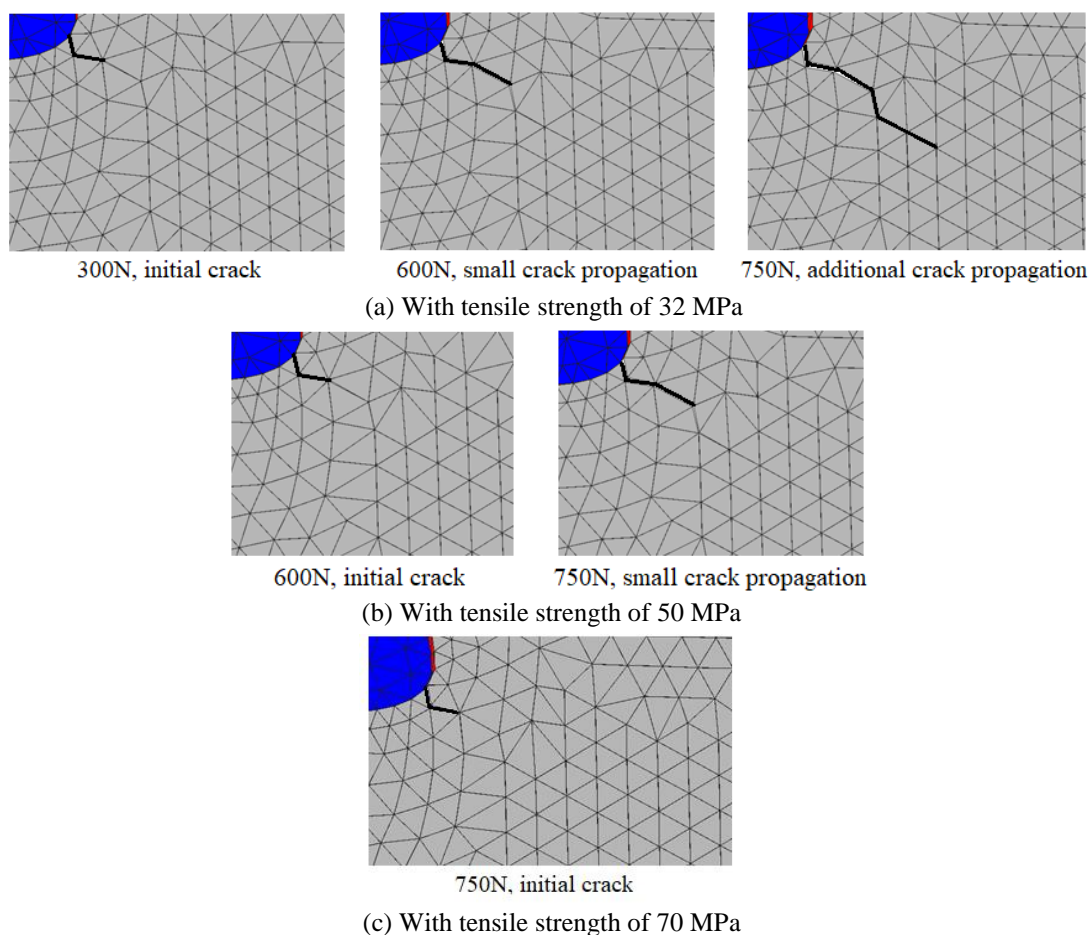 300N, initial crack
600N, small crack propagation
750N, additional crack propagation
(a) With tensile strength of 32 MPa
600N, initial crack
750N, small crack propagation
(b) With tensile strength of 50 MPa
750N, initial crack
(c) With tensile strength of 70 MPa